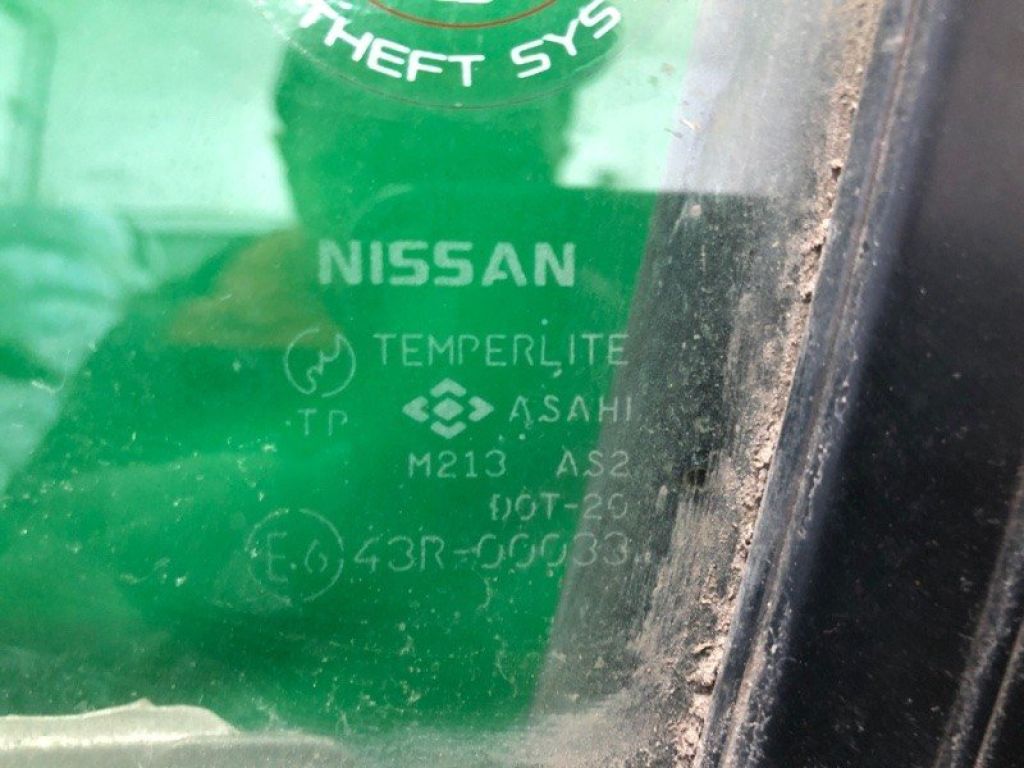 THEFT SYS
NISSAN
TEMPERLITE
TP
ASAHI
M213 AS2
DOT-20
E6 43R-00033